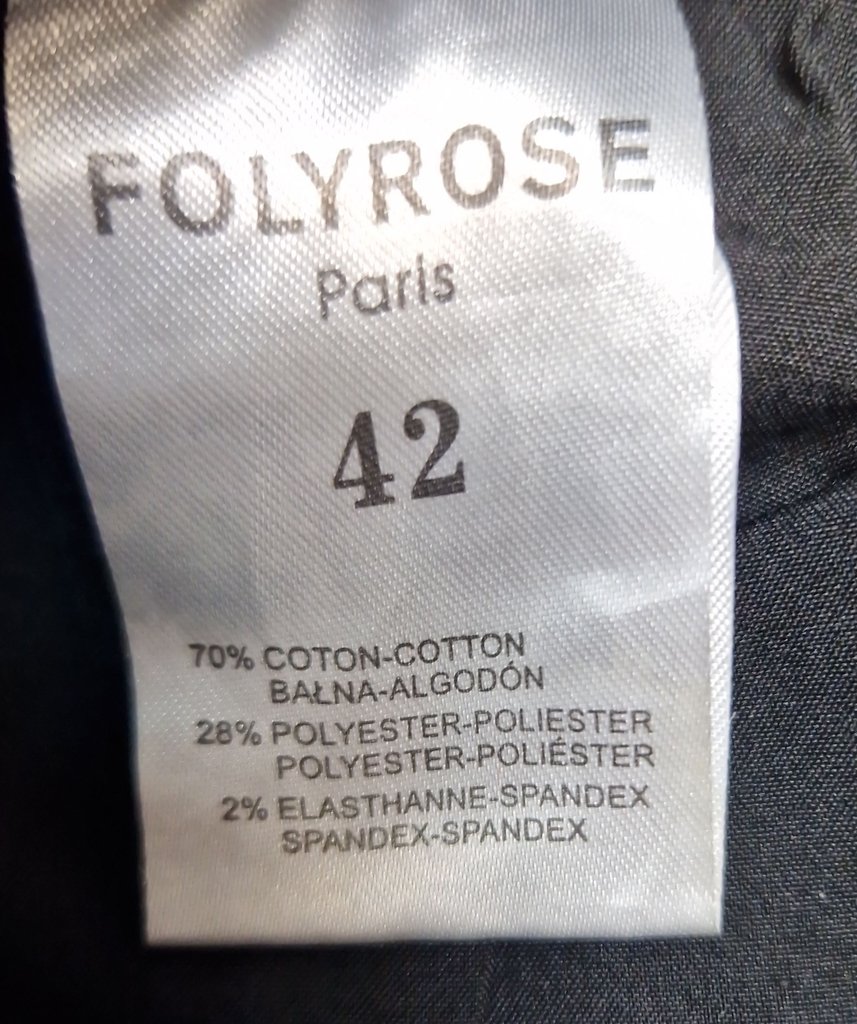 FOLYROSE
Paris
42
70% COTON-COTTON
BAŁNA-ALGODÓN
28% POLYESTER-POLIESTER
POLYESTER-POLIÉSTER
2% ELASTHANNE-SPANDEX
SPANDEX-SPANDEX